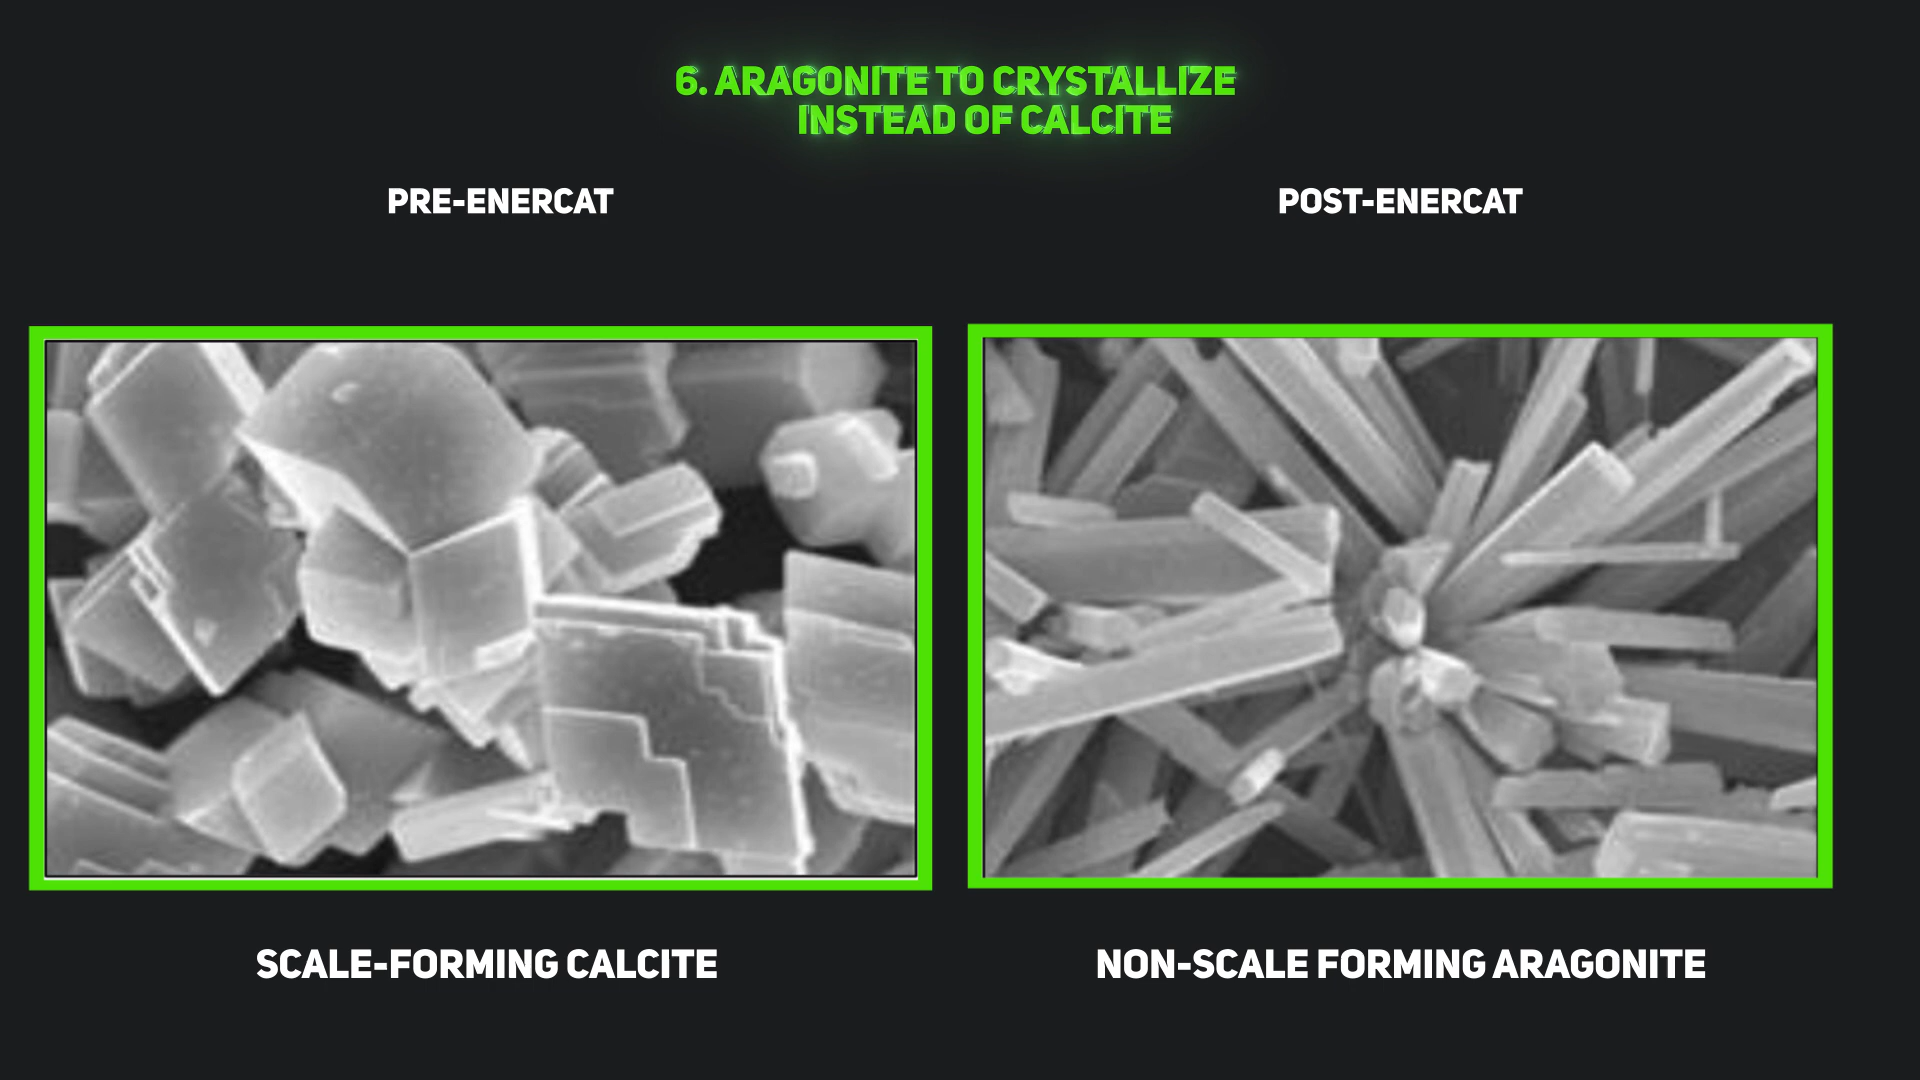 6. ARAGONITE TO CRYSTALLIZE
INSTEAD OF CALCITE
PRE-ENERCAT
POST-ENERCAT
SCALE-FORMING CALCITE
NON-SCALE FORMING ARAGONITE